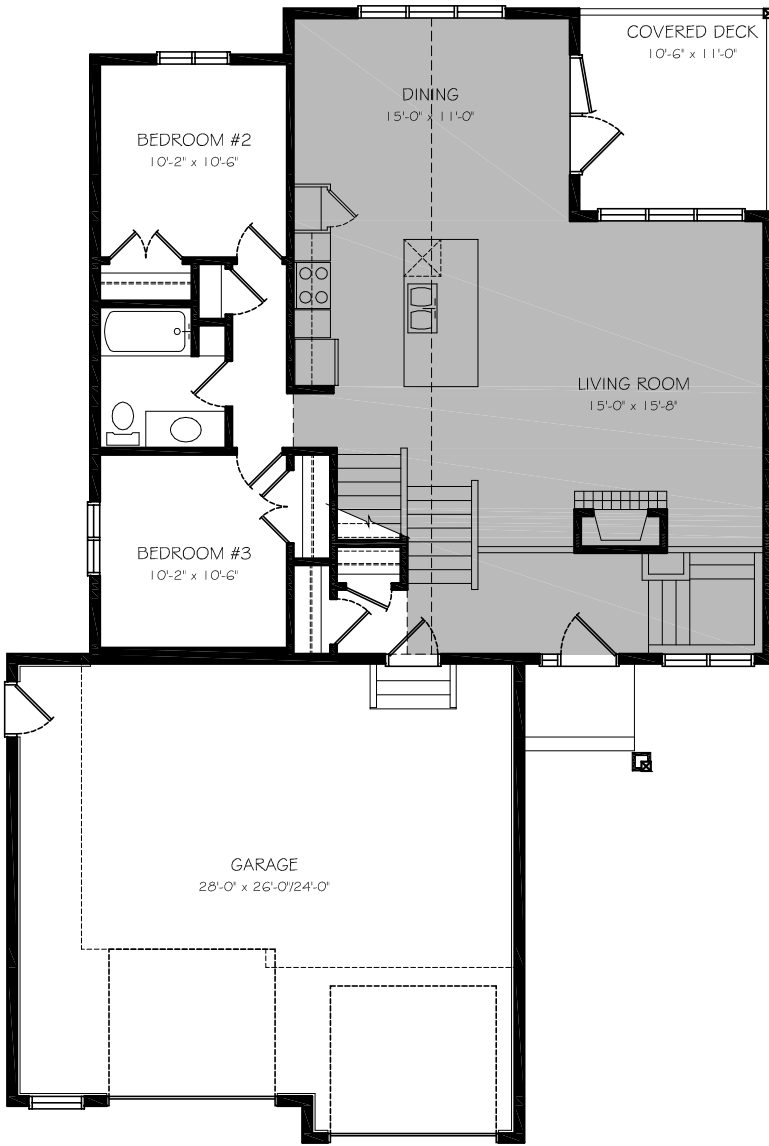 COVERED DECK
10'-6" x 11'-0"
DINING
15'-0" x 11'-0"
BEDROOM #2
10'-2" x 10'-6"
LIVING ROOM
15'-0" x 15'-8"
BEDROOM #3
10'-2" x 10'-6"
GARAGE
28'-0" x 26'-0"/24'-0"